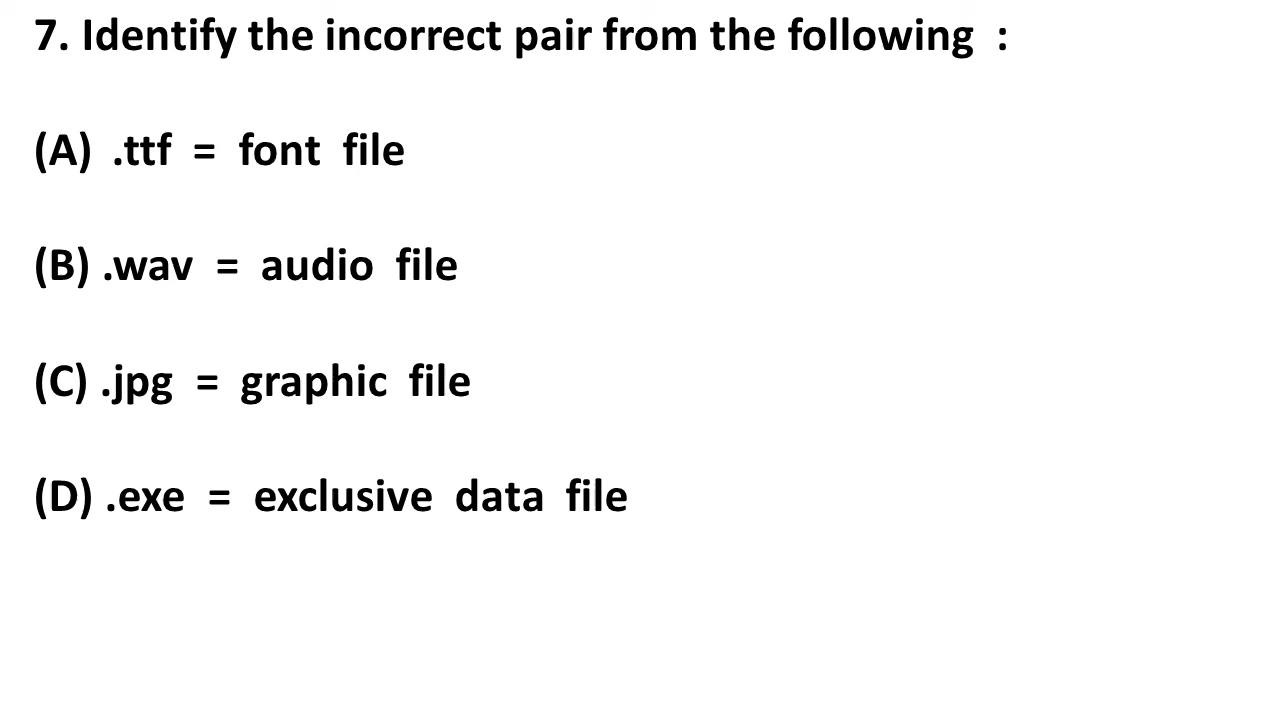 7. Identify the incorrect pair from the following :
(A) .ttf = font file
(B) .wav = audio file
(C) .jpg = graphic file
(D) .exe = exclusive data file